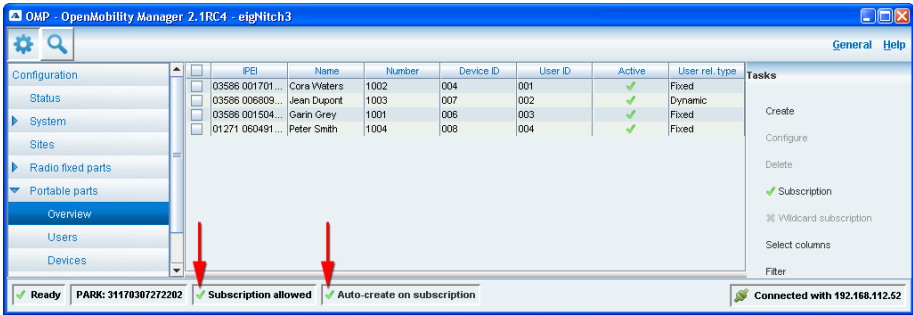 OMP - OpenMobility Manager 2.1RC4 - eigNitch3
General Help
Configuration
Status
System
Sites
Radio fixed parts
Portable parts
Overview
Users
Devices
IPEI Name Number Device ID User ID Active User rel. type
03586 001701... Cora Waters 1002 004 001 Fixed
03586 006809... Jean Dupont 1003 007 002 Dynamic
03586 001504... Garin Grey 1001 006 003 Fixed
01271 060491... Peter Smith 1004 008 004 Fixed
Tasks
Create
Configure
Delete
Subscription
Wildcard subscription
Select columns
Filter
Ready PARK: 31170307272202 Subscription allowed Auto-create on subscription Connected with 192.168.112.52